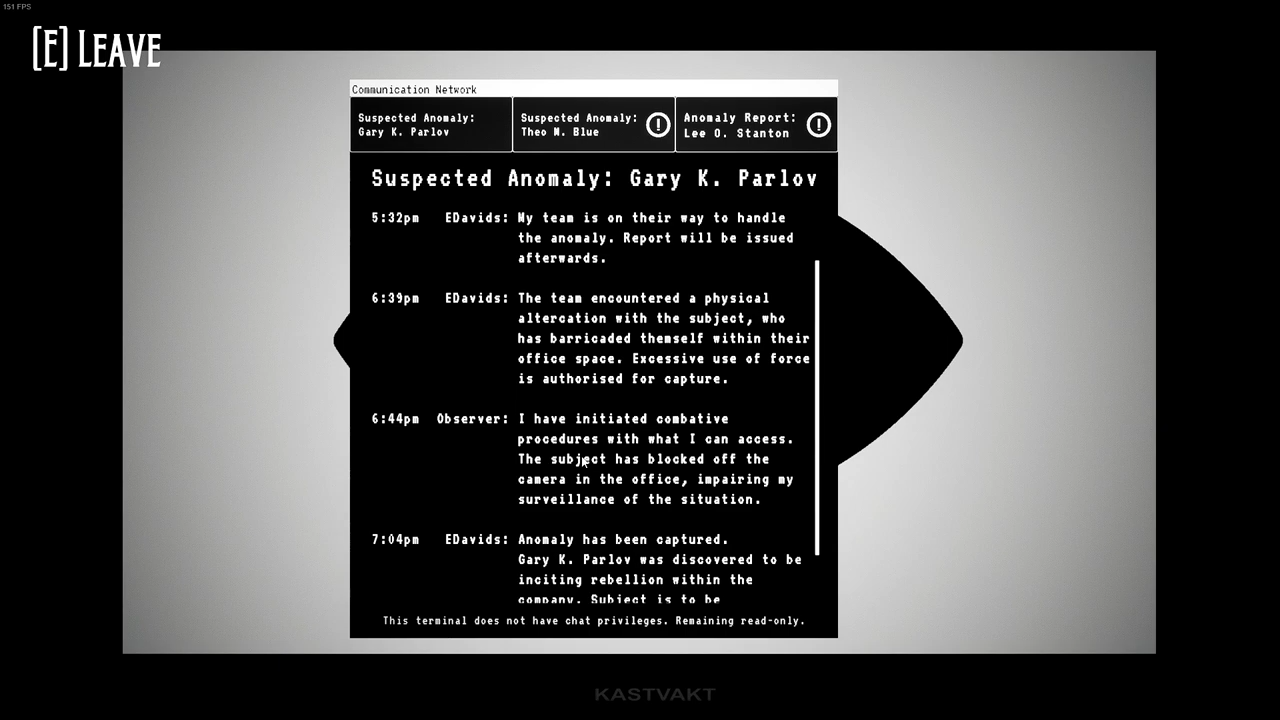 151 FPS
[E] LEAVE
Communication Network
Suspected Anomaly:
Gary K. Parlov
Suspected Anomaly:
Theo M. Blue
Anomaly Report:
Lee O. Stanton
Suspected Anomaly: Gary K. Parlov
5:32pm EDavids: My team is on their way to handle
the anomaly. Report will be issued
afterwards.
6:39pm EDavids: The team encountered a physical
altercation with the subject, who
has barricaded themself within their
office space. Excessive use of force
is authorised for capture.
6:44pm Observer: I have initiated combative
procedures with what I can access.
The subject has blocked off the
camera in the office, impairing my
surveillance of the situation.
7:04pm EDavids: Anomaly has been captured.
Gary K. Parlov was discovered to be
inciting rebellion within the
company. Subject is to be
This terminal does not have chat privileges. Remaining read-only.
KASTVAKT